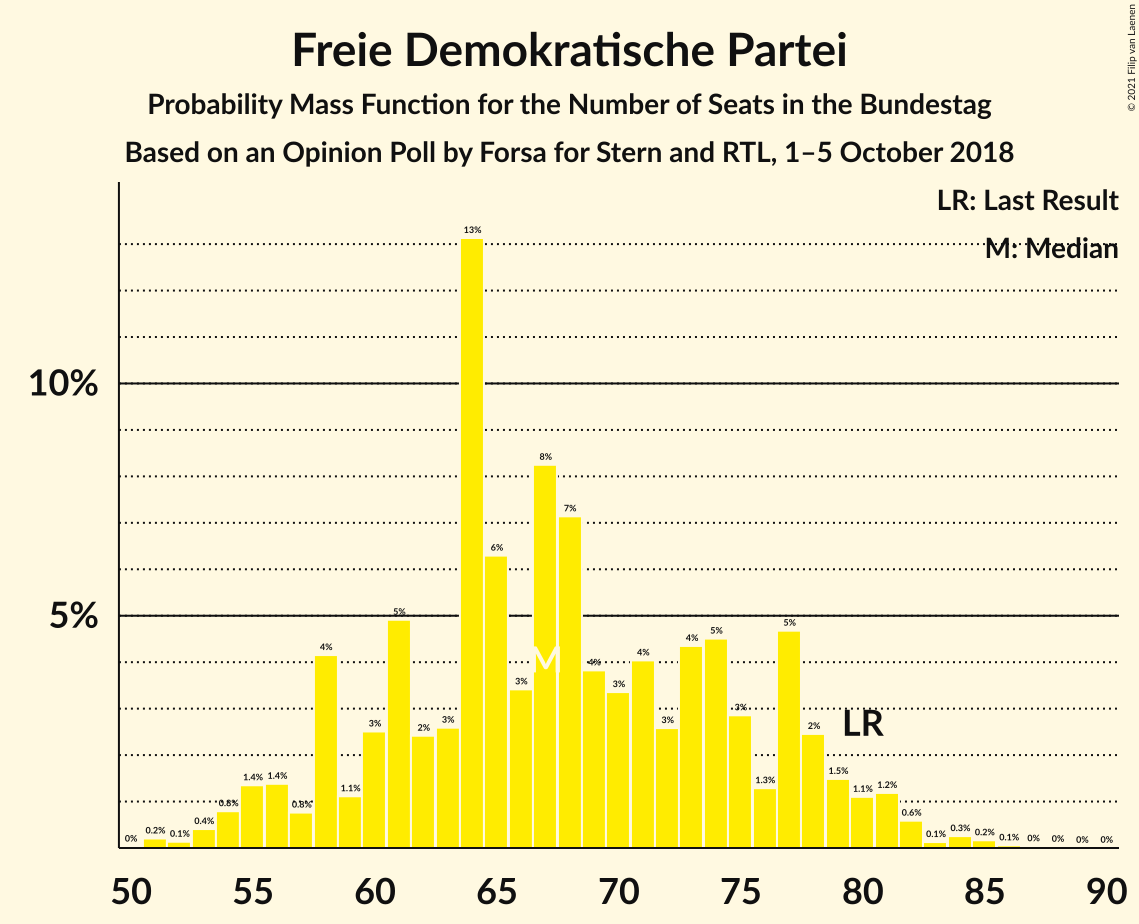 Freie Demokratische Partei
Probability Mass Function for the Number of Seats in the Bundestag
Based on an Opinion Poll by Forsa for Stern and RTL, 1–5 October 2018
© 2021 Filip van Laenen
LR: Last Result
M: Median
10%
5%
0% 0.2% 0.1% 0.4% 0.8% 1.4% 1.4% 0.8% 4% 1.1% 3% 5% 2% 3% 13% 6% 3% 8% 7% 4% 3% 4% 3% 4% 5% 3% 1.3% 5% 2% 1.5% 1.1% 1.2% 0.6% 0.1% 0.3% 0.2% 0.1% 0% 0% 0% 0%
M
LR
50 55 60 65 70 75 80 85 90